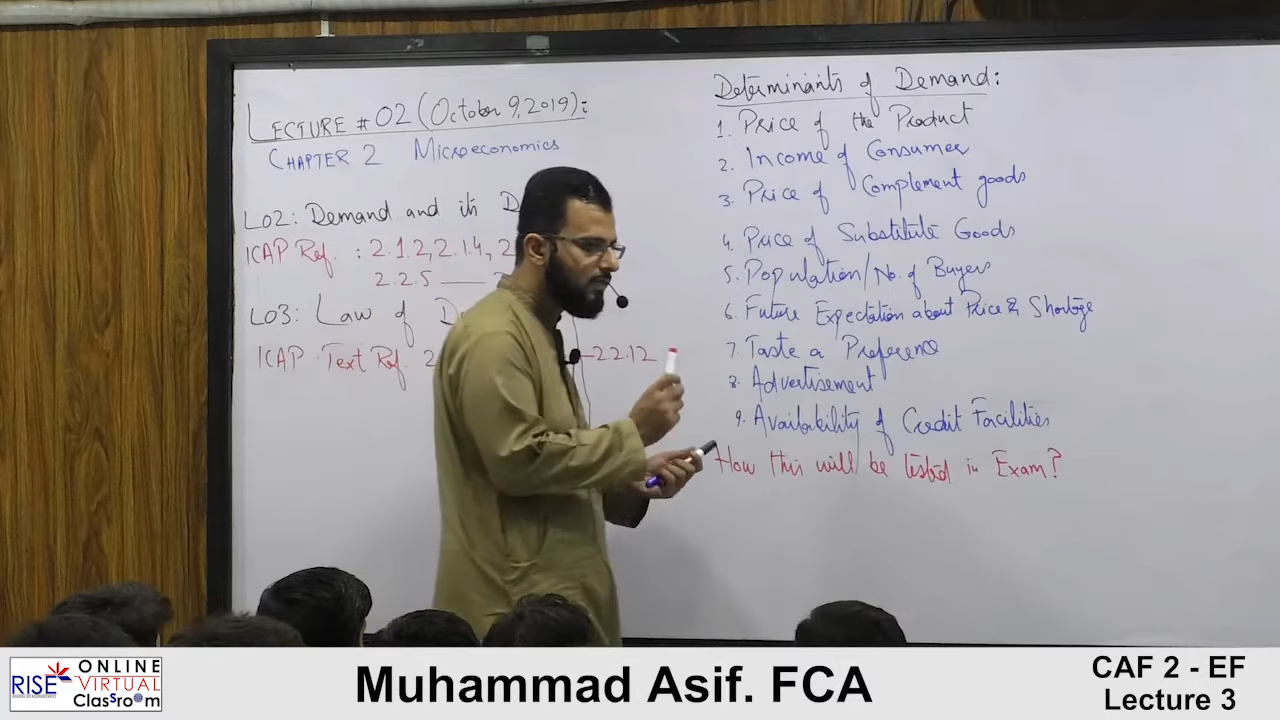 LECTURE # 02 (October 9, 2019):
CHAPTER 2 Microeconomics
LO2: Demand and its D
ICAP Ref. : 2.1.2, 2.1.4, 2
2.2.5
LO3: Law of D
ICAP Text Ref. 2 - 2.2.12
Determinants of Demand:
1. Price of the Product
2. Income of Consumer
3. Price of Complement goods
4. Price of Substitute Goods
5. Population/No. of Buyers
6. Future Expectation about Price & Shortage
7. Taste a Preference
8. Advertisement
9. Availability of Credit Facilities
How this will be tested in Exam?
RISE ONLINE VIRTUAL Classroom
Muhammad Asif. FCA
CAF 2 - EF
Lecture 3